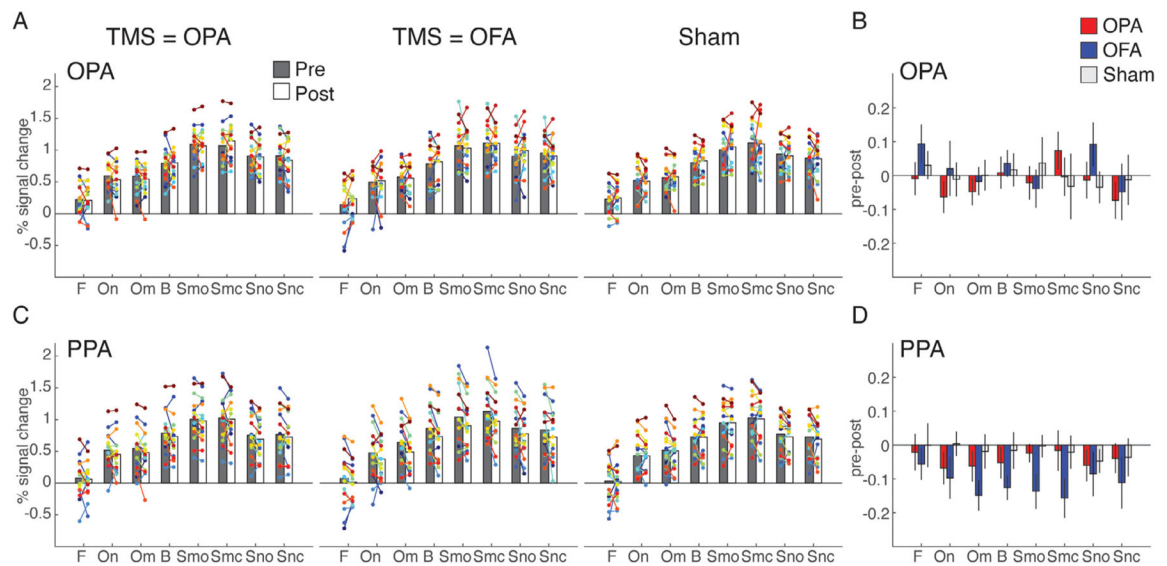 A
TMS = OPA
TMS = OFA
Sham
OPA
Pre
Post
% signal change
2
1.5
1
0.5
0
-0.5
F On Om B Smo Smc Sno Snc
F On Om B Smo Smc Sno Snc
F On Om B Smo Smc Sno Snc
B
OPA
OFA
Sham
OPA
pre-post
0.2
0.1
0
-0.1
-0.2
F On Om B Smo Smc Sno Snc
C
PPA
% signal change
2
1.5
1
0.5
0
-0.5
F On Om B Smo Smc Sno Snc
F On Om B Smo Smc Sno Snc
F On Om B Smo Smc Sno Snc
D
PPA
pre-post
0.2
0.1
0
-0.1
-0.2
F On Om B Smo Smc Sno Snc